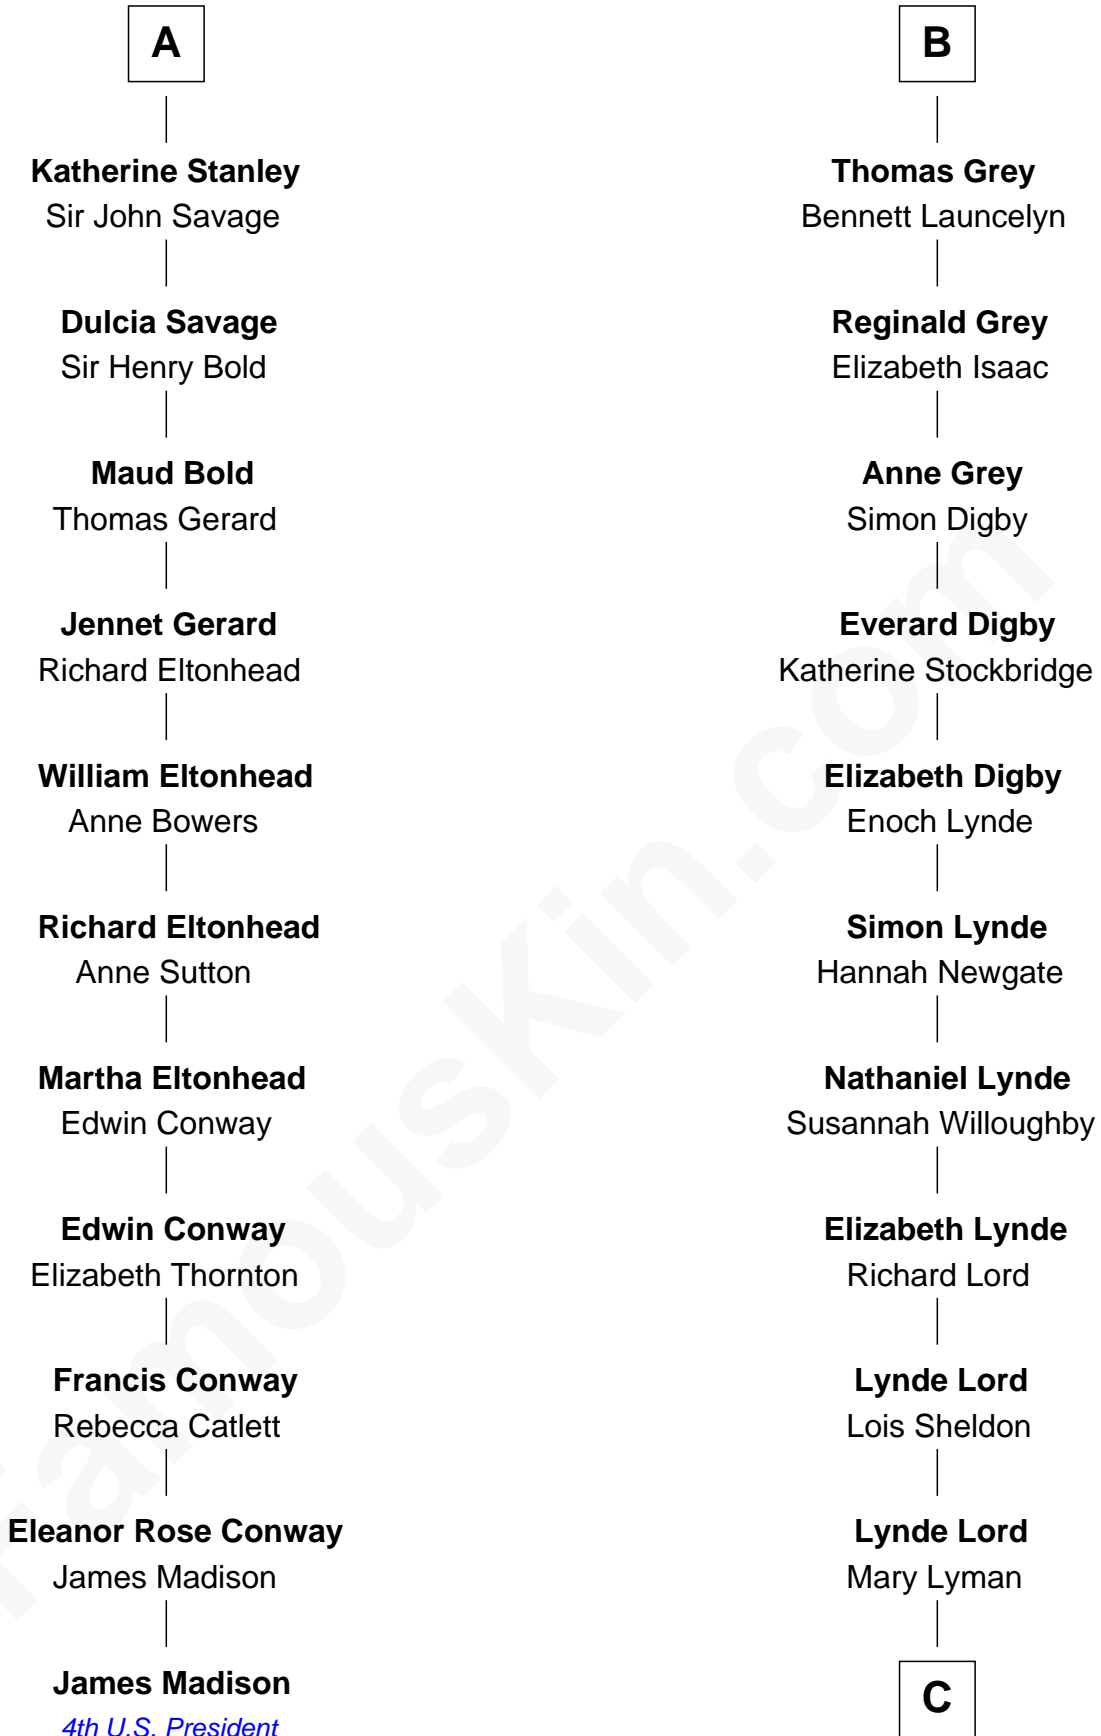 A
Katherine Stanley
Sir John Savage
Dulcia Savage
Sir Henry Bold
Maud Bold
Thomas Gerard
Jennet Gerard
Richard Eltonhead
William Eltonhead
Anne Bowers
Richard Eltonhead
Anne Sutton
Martha Eltonhead
Edwin Conway
Edwin Conway
Elizabeth Thornton
Francis Conway
Rebecca Catlett
Eleanor Rose Conway
James Madison
James Madison
4th U.S. President
B
Thomas Grey
Bennett Launcelyn
Reginald Grey
Elizabeth Isaac
Anne Grey
Simon Digby
Everard Digby
Katherine Stockbridge
Elizabeth Digby
Enoch Lynde
Simon Lynde
Hannah Newgate
Nathaniel Lynde
Susannah Willoughby
Elizabeth Lynde
Richard Lord
Lynde Lord
Lois Sheldon
Lynde Lord
Mary Lyman
C
FamousKin.com